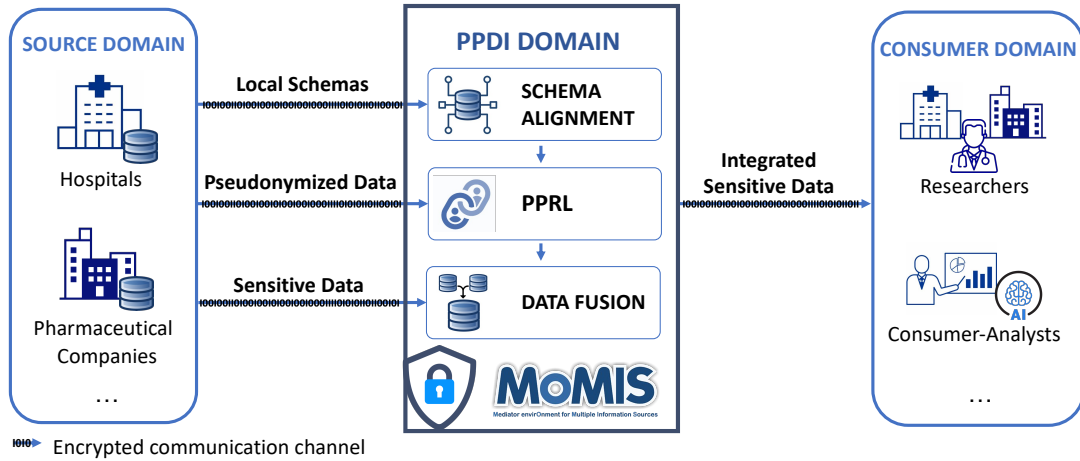 SOURCE DOMAIN
Hospitals
Pharmaceutical
Companies
...
Local Schemas
Pseudonymized Data
Sensitive Data
PPDI DOMAIN
SCHEMA
ALIGNMENT
PPRL
DATA FUSION
MOMIS
Mediator envirOnment for Multiple Information Sources
Integrated
Sensitive Data
CONSUMER DOMAIN
Researchers
AI
Consumer-Analysts
...
IOIO Encrypted communication channel